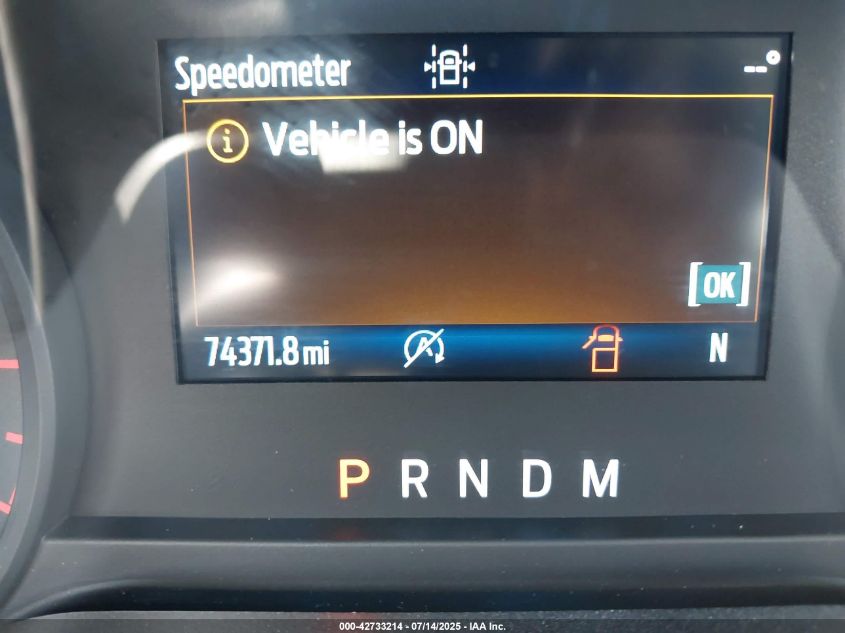 Speedometer --°
i Vehicle is ON
[OK]
74371.8 mi A N
P R N D M
000-42733214 - 07/14/2025 - IAA Inc.